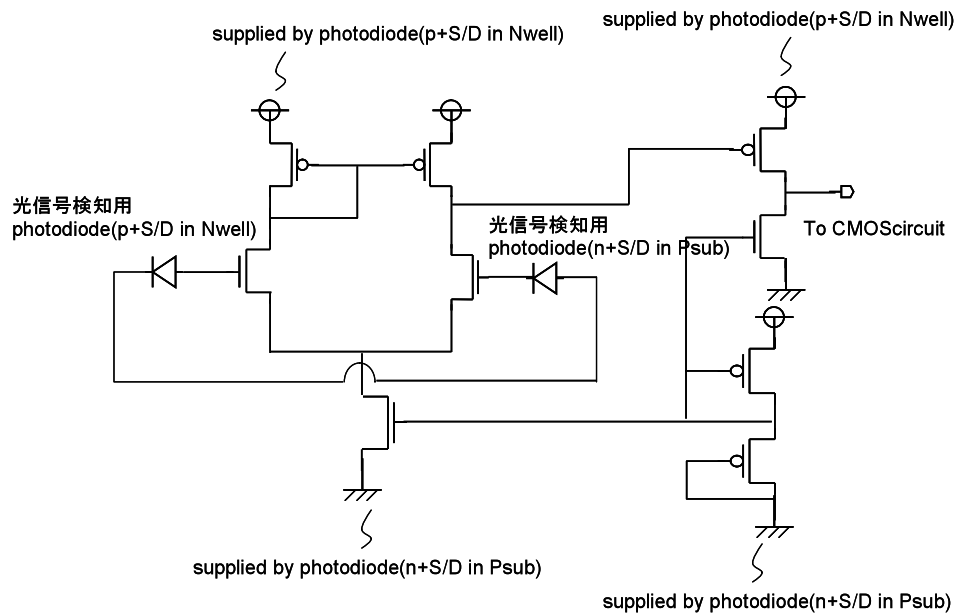 supplied by photodiode(p+S/D in Nwell)
supplied by photodiode(p+S/D in Nwell)
光信号検知用
photodiode(p+S/D in Nwell)
光信号検知用
photodiode(n+S/D in Psub)
To CMOScircuit
supplied by photodiode(n+S/D in Psub)
supplied by photodiode(n+S/D in Psub)